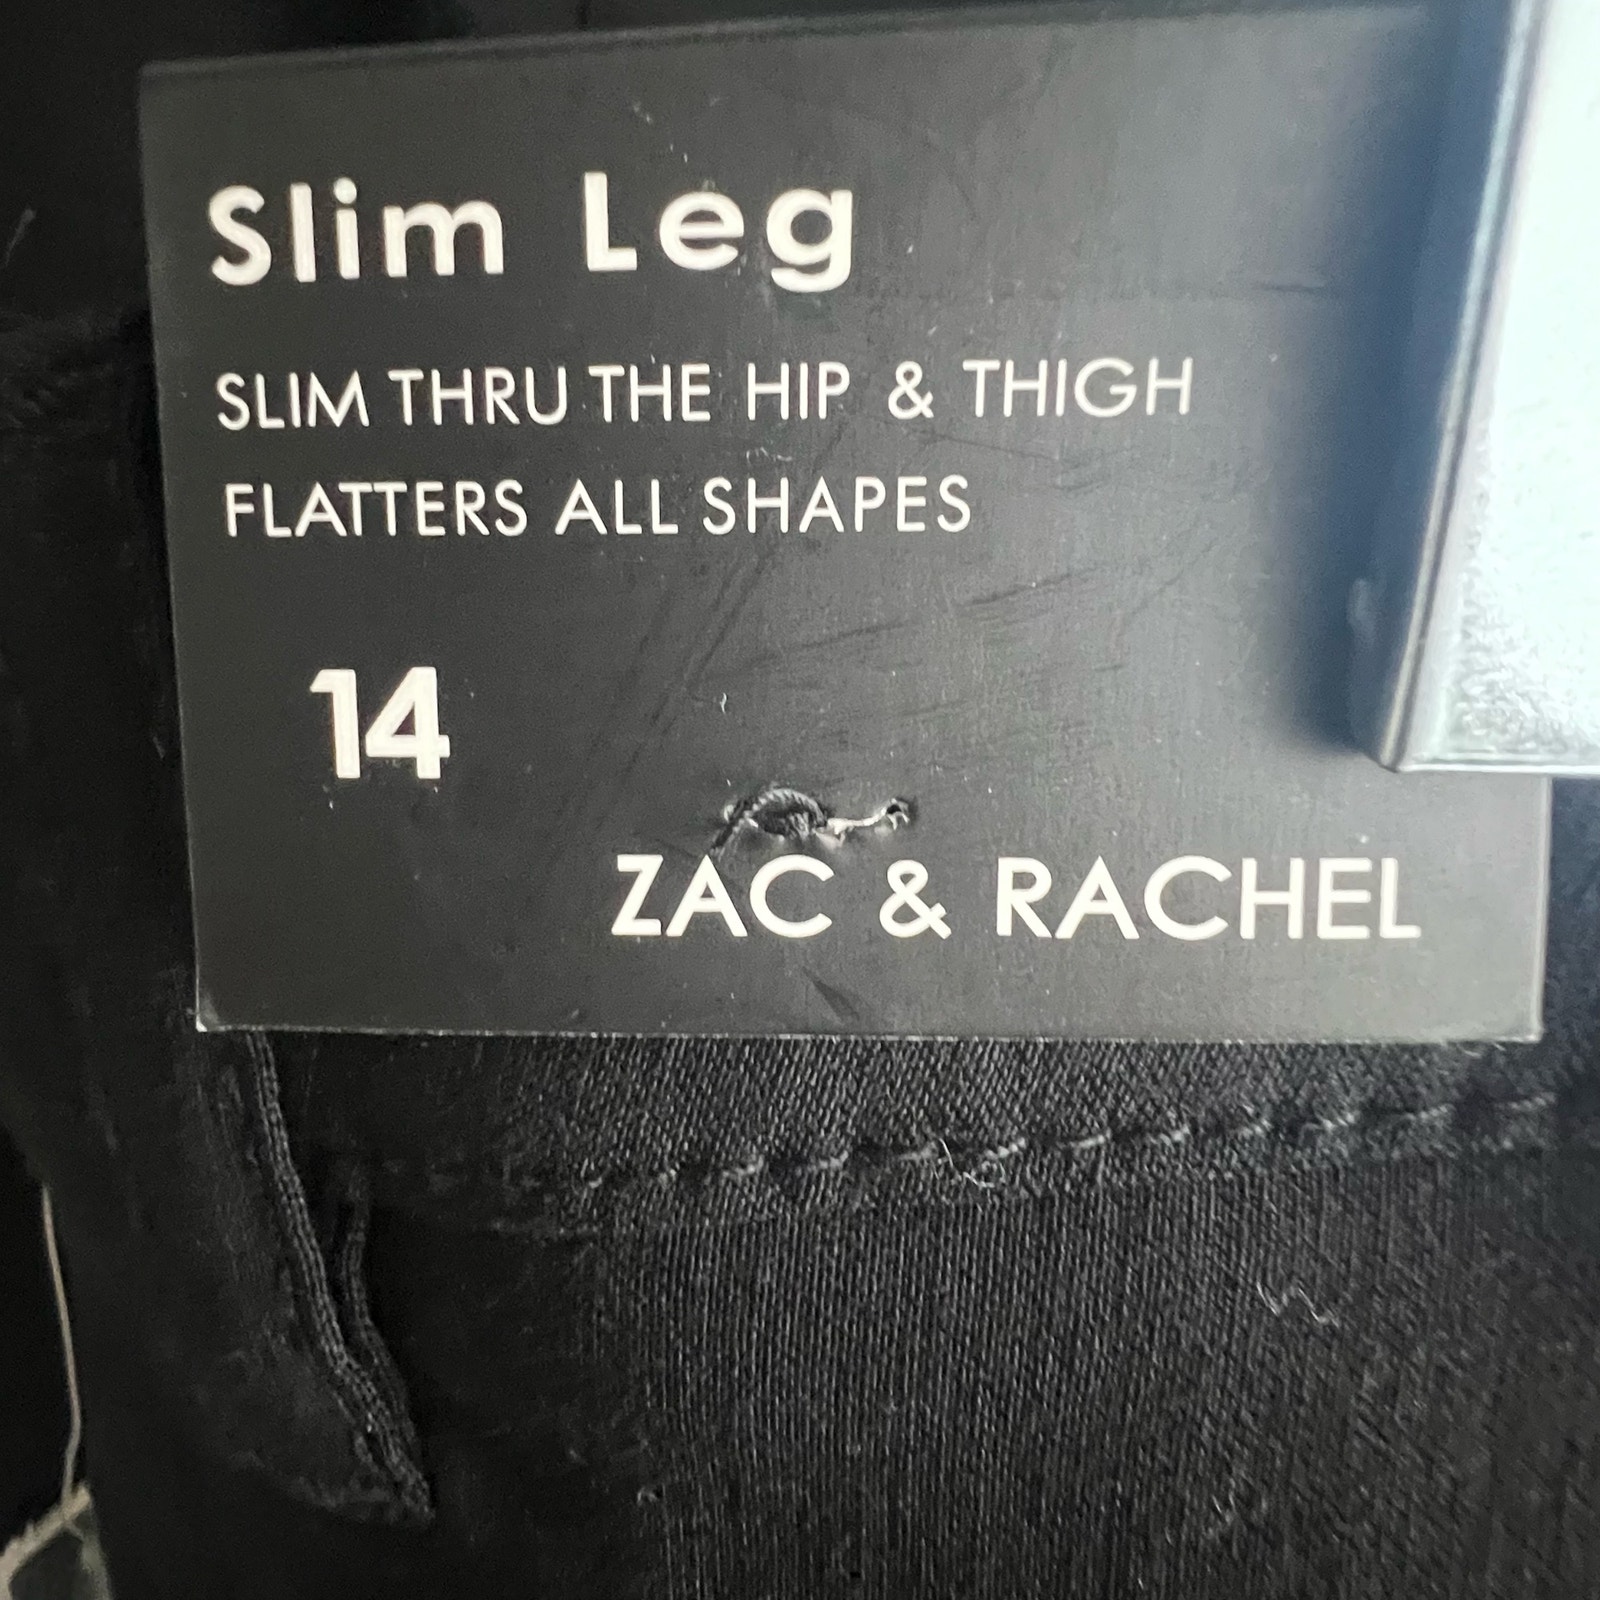 Slim Leg
SLIM THRU THE HIP & THIGH
FLATTERS ALL SHAPES
14
ZAC & RACHEL